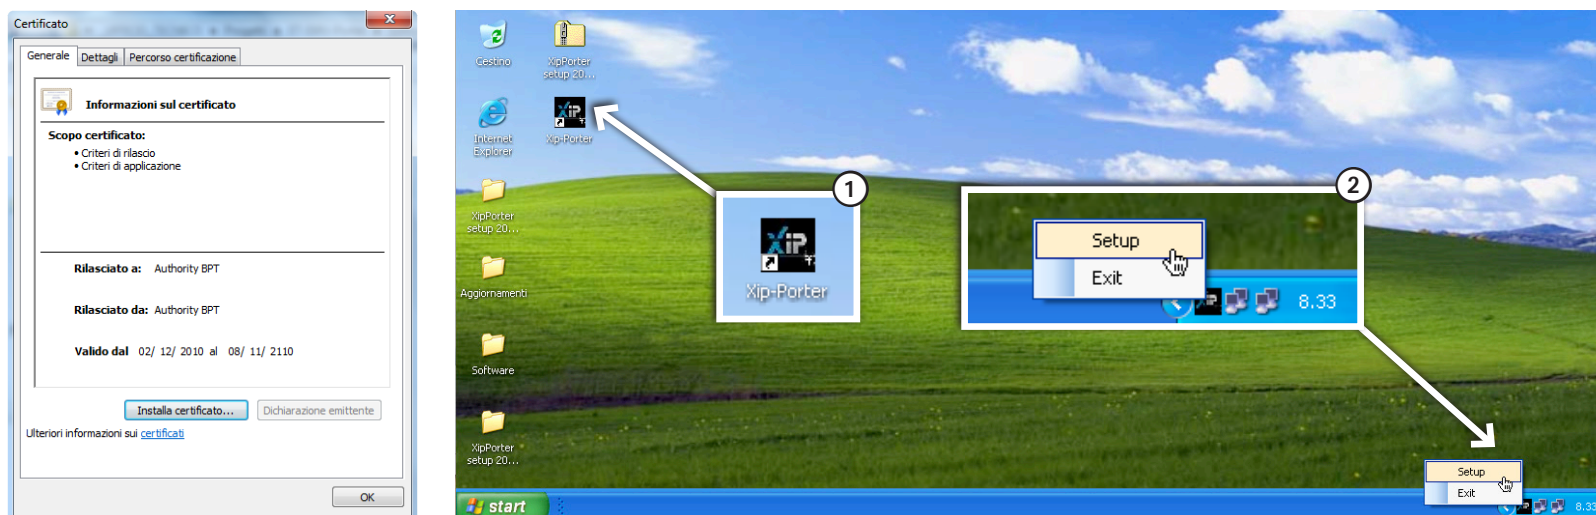 Certificato
Generale
Dettagli
Percorso certificazione
Informazioni sul certificato
Scopo certificato:
• Criteri di rilascio
• Criteri di applicazione
Rilasciato a: Authority BPT
Rilasciato da: Authority BPT
Valido dal 02/ 12/ 2010 al 08/ 11/ 2110
Installa certificato...
Dichiarazione emittente
Ulteriori informazioni sui certificati
OK
Cestino
XipPorter
setup 20...
Internet
Explorer
XiP
Xip-Porter
XipPorter
setup 20...
Aggiornamenti
Software
XipPorter
setup 20...
1
XiP
Xip-Porter
2
Setup
Exit
XiP
8.33
Setup
Exit
8.33
start